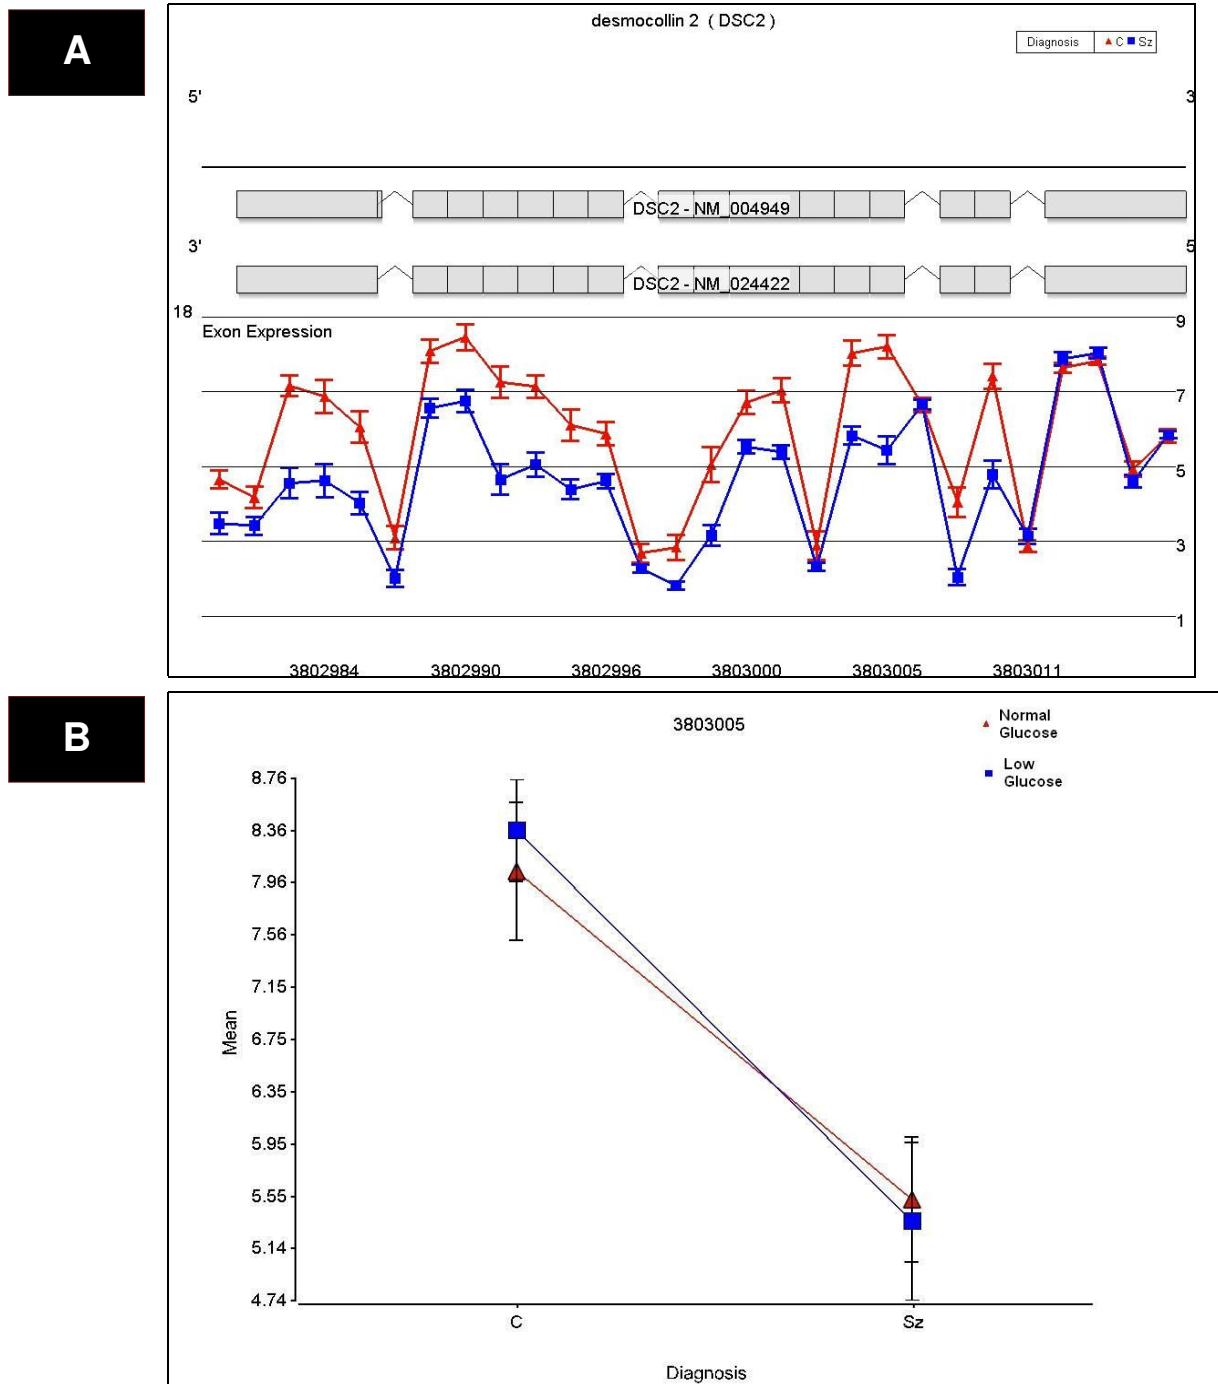 A
desmocollin 2 ( DSC2 )
Diagnosis C Sz
5' 3
DSC2 - NM_004949
3' 5
DSC2 - NM_024422
18 9
Exon Expression
7
5
3
1
3802984 3802990 3802996 3803000 3803005 3803011
B
3803005
Normal
Glucose
Low
Glucose
8.76
8.36
7.96
7.56
7.15
6.75
6.35
5.95
5.55
5.14
4.74
Mean
C Sz
Diagnosis